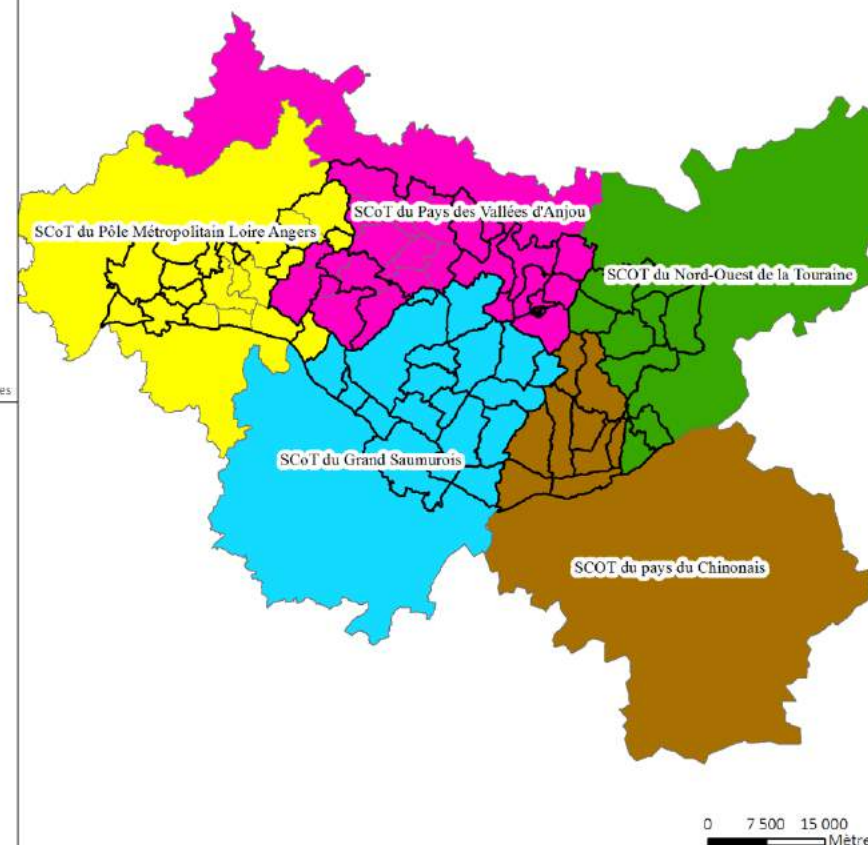 SCoT du Pays des Vallées d'Anjou
SCoT du Pôle Métropolitain Loire Angers
SCOT du Nord-Ouest de la Touraine
es
SCoT du Grand Saumurois
SCOT du pays du Chinonais
0 7 500 15 000
Mètre